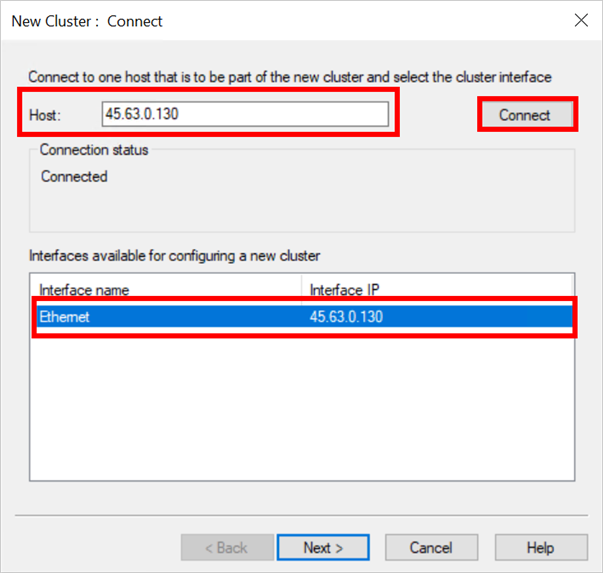 New Cluster :  Connect
Connect to one host that is to be part of the new cluster and select the cluster interface
Host: 45.63.0.130 Connect
Connection status
Connected
Interfaces available for configuring a new cluster
Interface name Interface IP
Ethernet 45.63.0.130
< Back Next > Cancel Help